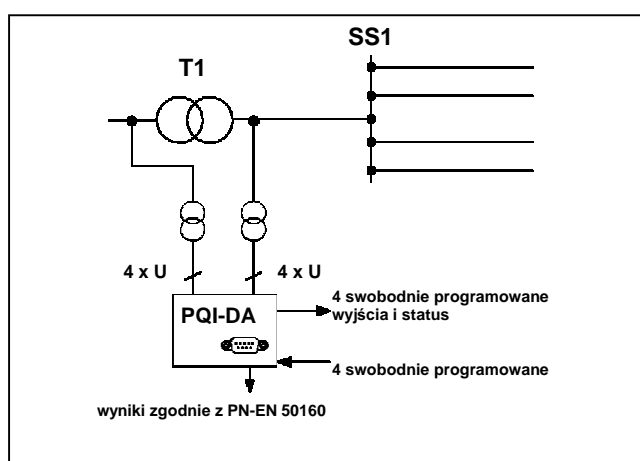 SS1
T1
4 x U
4 x U
PQI-DA
4 swobodnie programowane
wyjścia i status
4 swobodnie programowane
wyniki zgodnie z PN-EN 50160